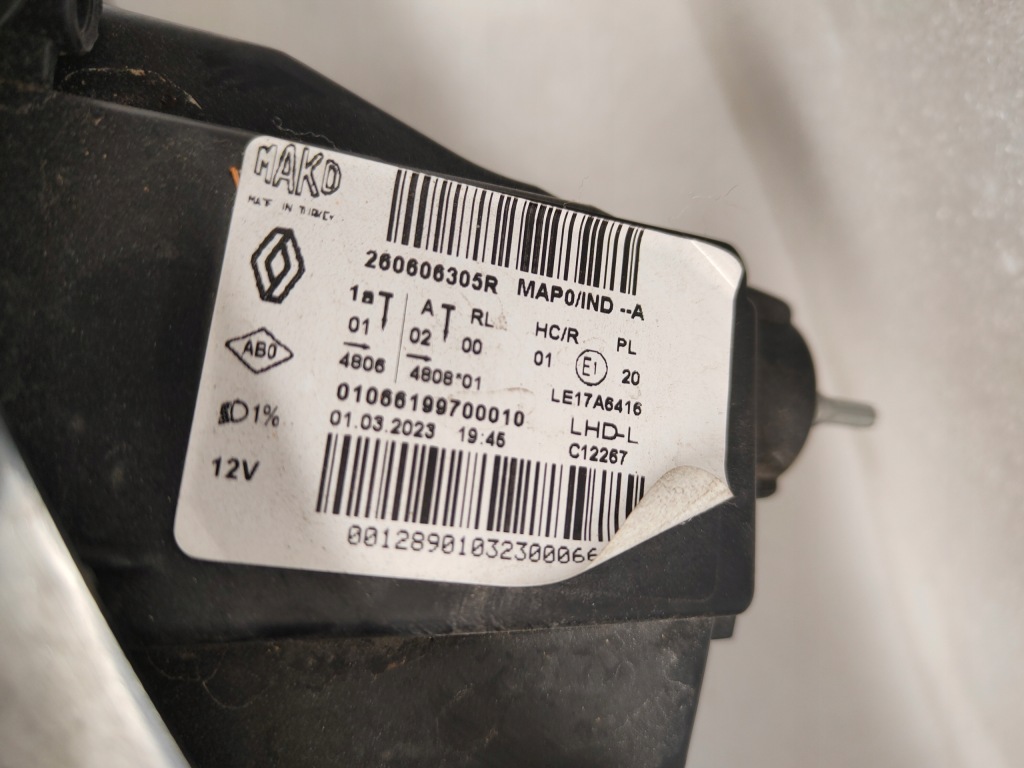 MAKO
MADE IN TURKEY
260606305R MAP0/IND --A
1a A RL HC/R PL
01 02 00 01 E1 20
4806 4808*01 LE17A6416
AB0
01066199700010 LHD-L
1% 01.03.2023 19:45 C12267
12V
0012890103230006